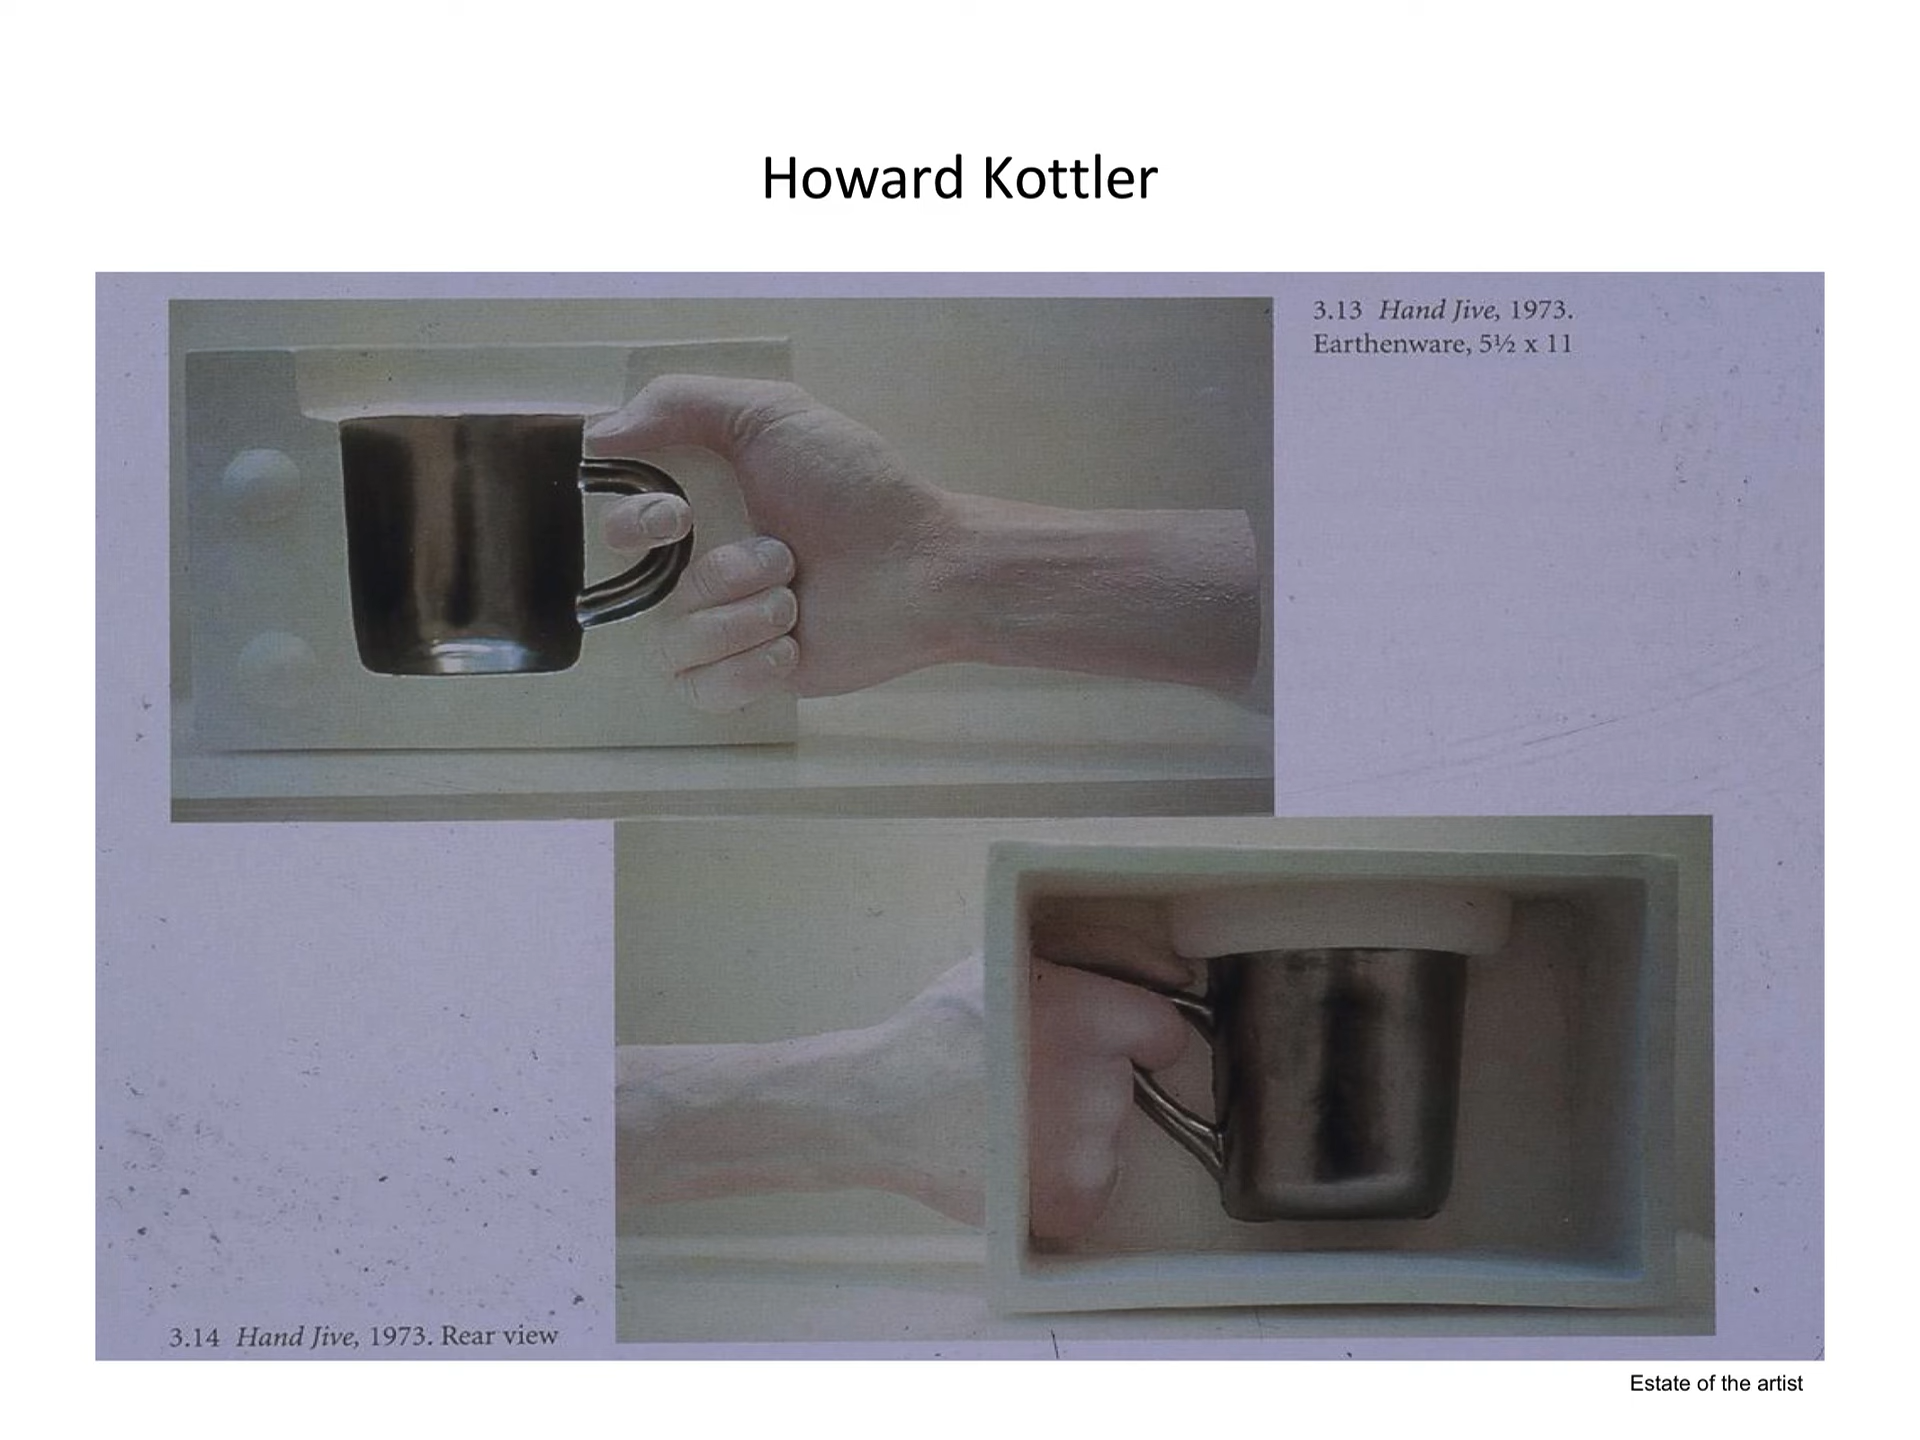 Howard Kottler
3.13 Hand Jive, 1973.
Earthenware, 5½ x 11
3.14 Hand Jive, 1973. Rear view
Estate of the artist